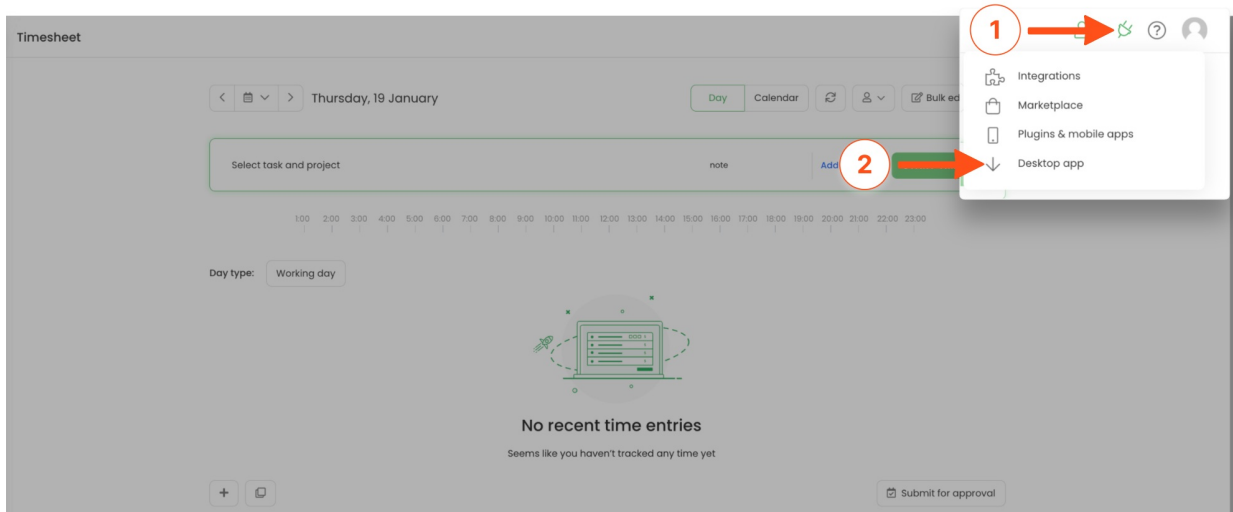 Timesheet
1
Integrations
Marketplace
Plugins & mobile apps
Desktop app
Thursday, 19 January
Day
Calendar
Bulk ed
Select task and project
note
Add
2
1:00 2:00 3:00 4:00 5:00 6:00 7:00 8:00 9:00 10:00 11:00 12:00 13:00 14:00 15:00 16:00 17:00 18:00 19:00 20:00 21:00 22:00 23:00
Day type:
Working day
No recent time entries
Seems like you haven't tracked any time yet
Submit for approval